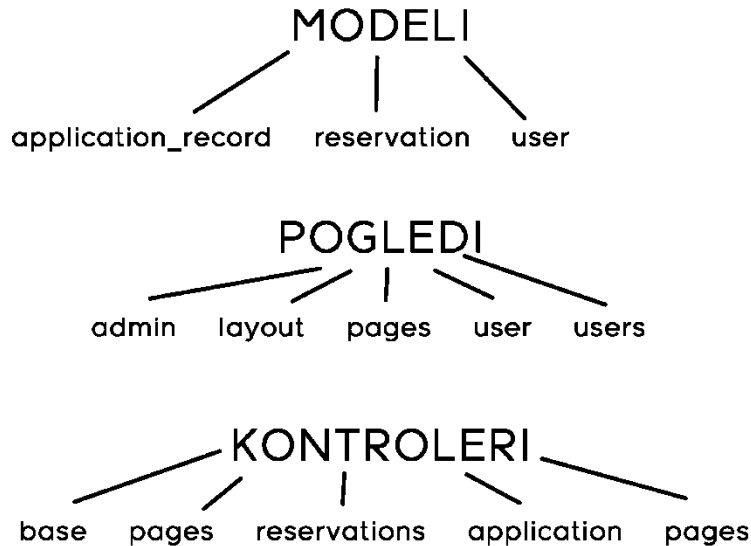 MODELI
application_record reservation user
POGLEDI
admin layout pages user users
KONTROLERI
base pages reservations application pages